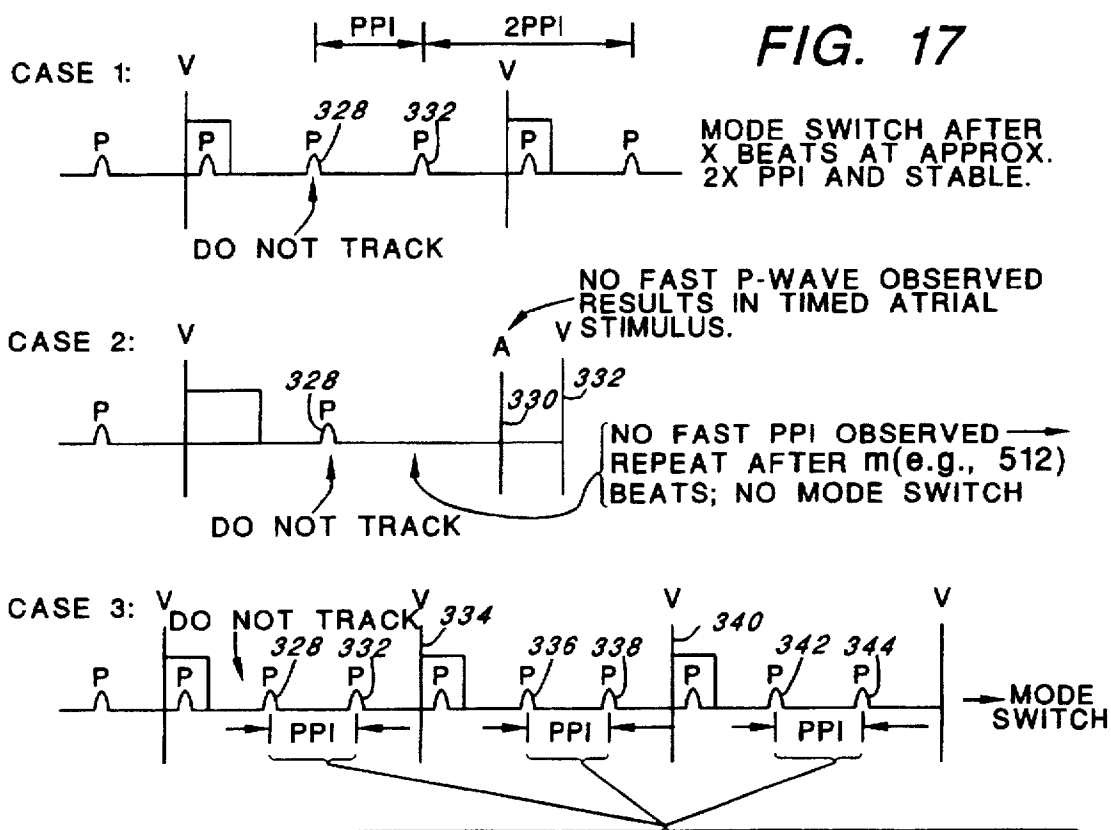 PPI 2PPI
FIG. 17
CASE 1: V V
P P P 328 P 332 P P
MODE SWITCH AFTER
X BEATS AT APPROX.
2X PPI AND STABLE.
DO NOT TRACK
NO FAST P-WAVE OBSERVED
RESULTS IN TIMED ATRIAL
STIMULUS.
CASE 2: V A V
P 328 P 330 332
NO FAST PPI OBSERVED
REPEAT AFTER m(e.g., 512)
BEATS; NO MODE SWITCH
DO NOT TRACK
CASE 3: V V V V
DO NOT TRACK 334 340
P P P 328 P 332 P P 336 P 338 P P 342 P 344
MODE
SWITCH
PPI PPI PPI